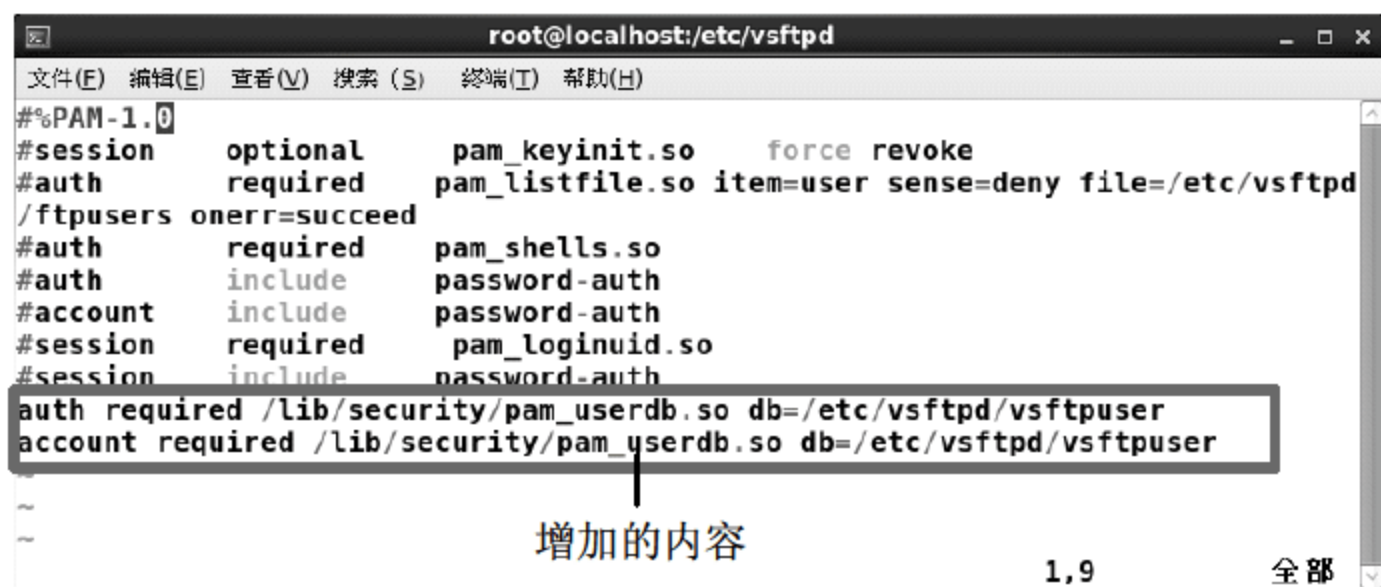 root@localhost:/etc/vsftpd
文件(F) 编辑(E) 查看(V) 搜索 (S) 终端(T) 帮助(H)
#%PAM-1.0
#session optional pam_keyinit.so force revoke
#auth required pam_listfile.so item=user sense=deny file=/etc/vsftpd
/ftpusers onerr=succeed
#auth required pam_shells.so
#auth include password-auth
#account include password-auth
#session required pam_loginuid.so
#session include password-auth
auth required /lib/security/pam_userdb.so db=/etc/vsftpd/vsftpuser
account required /lib/security/pam_userdb.so db=/etc/vsftpd/vsftpuser
~
~
~
增加的内容
1,9 全部